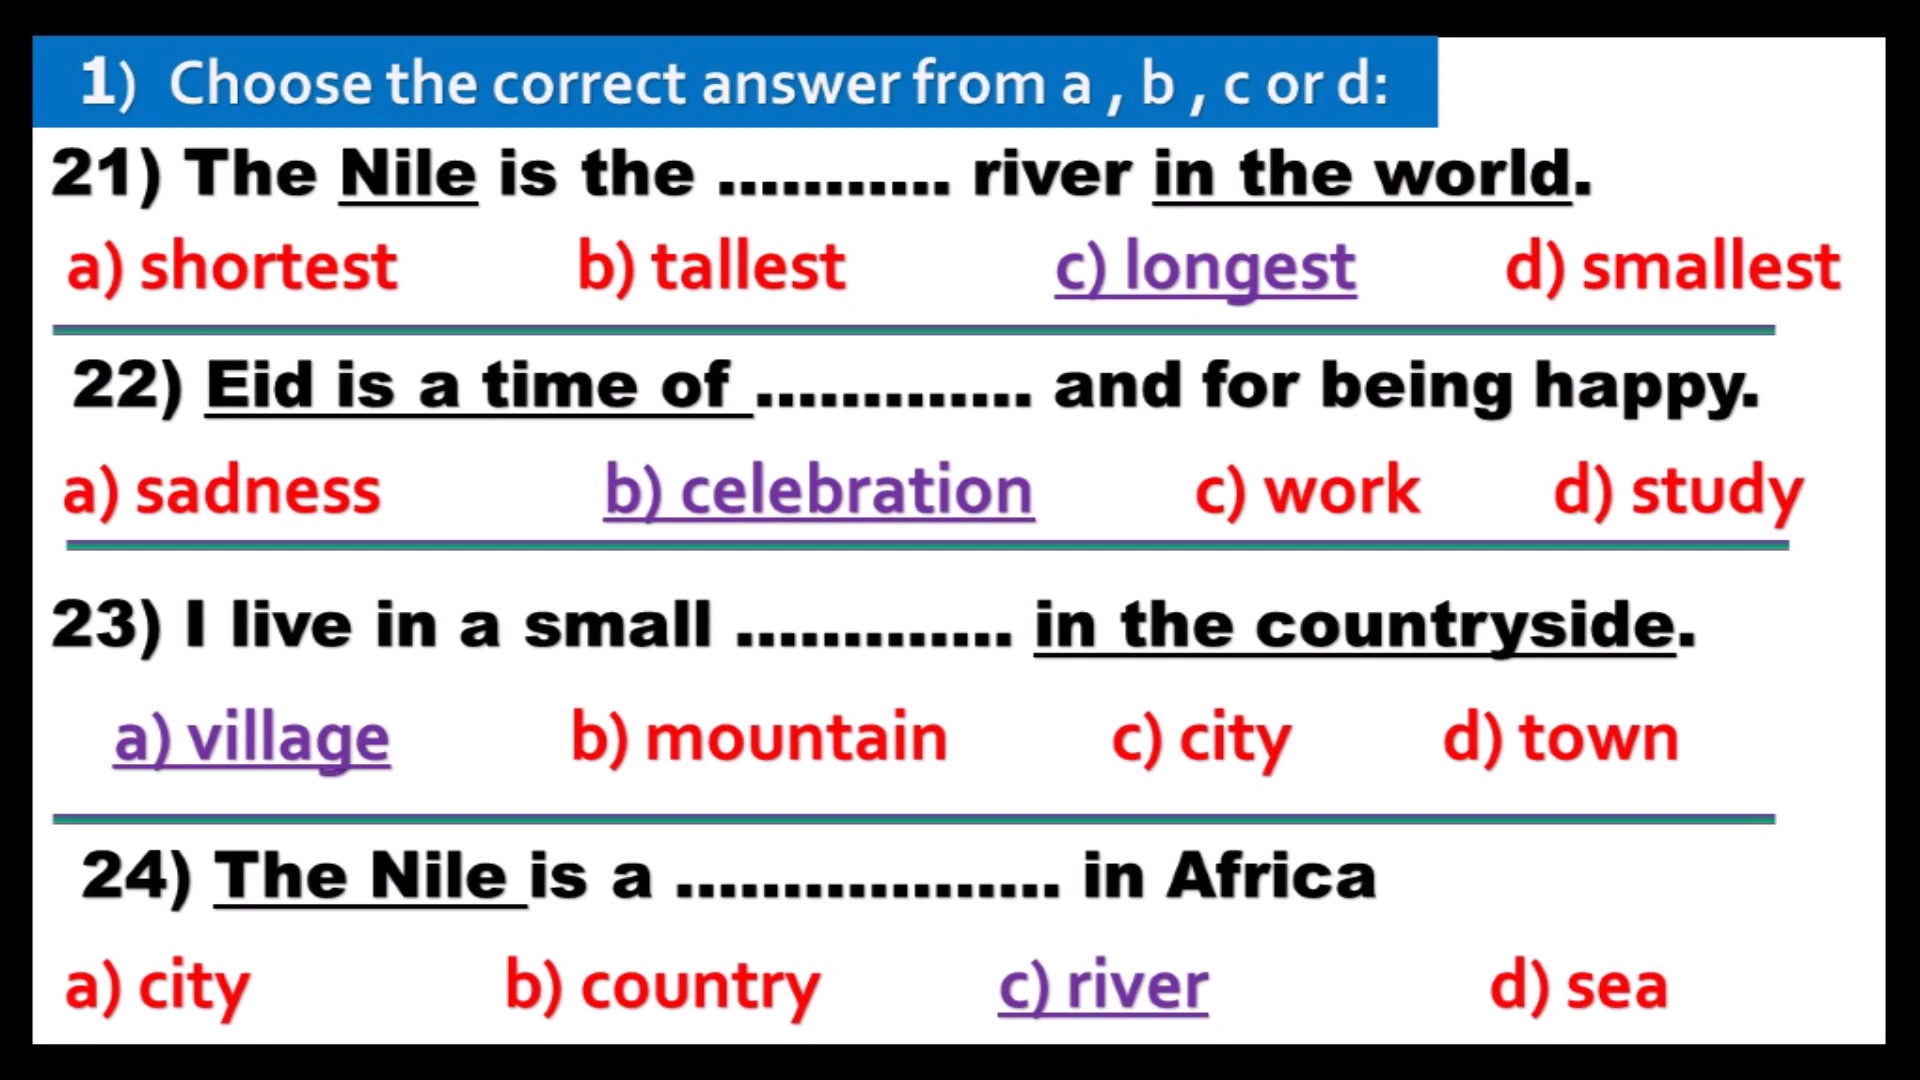 1) Choose the correct answer from a , b , c or d:
21) The Nile is the ........... river in the world.
a) shortest b) tallest c) longest d) smallest
22) Eid is a time of ............. and for being happy.
a) sadness b) celebration c) work d) study
23) I live in a small ............. in the countryside.
a) village b) mountain c) city d) town
24) The Nile is a .................. in Africa
a) city b) country c) river d) sea